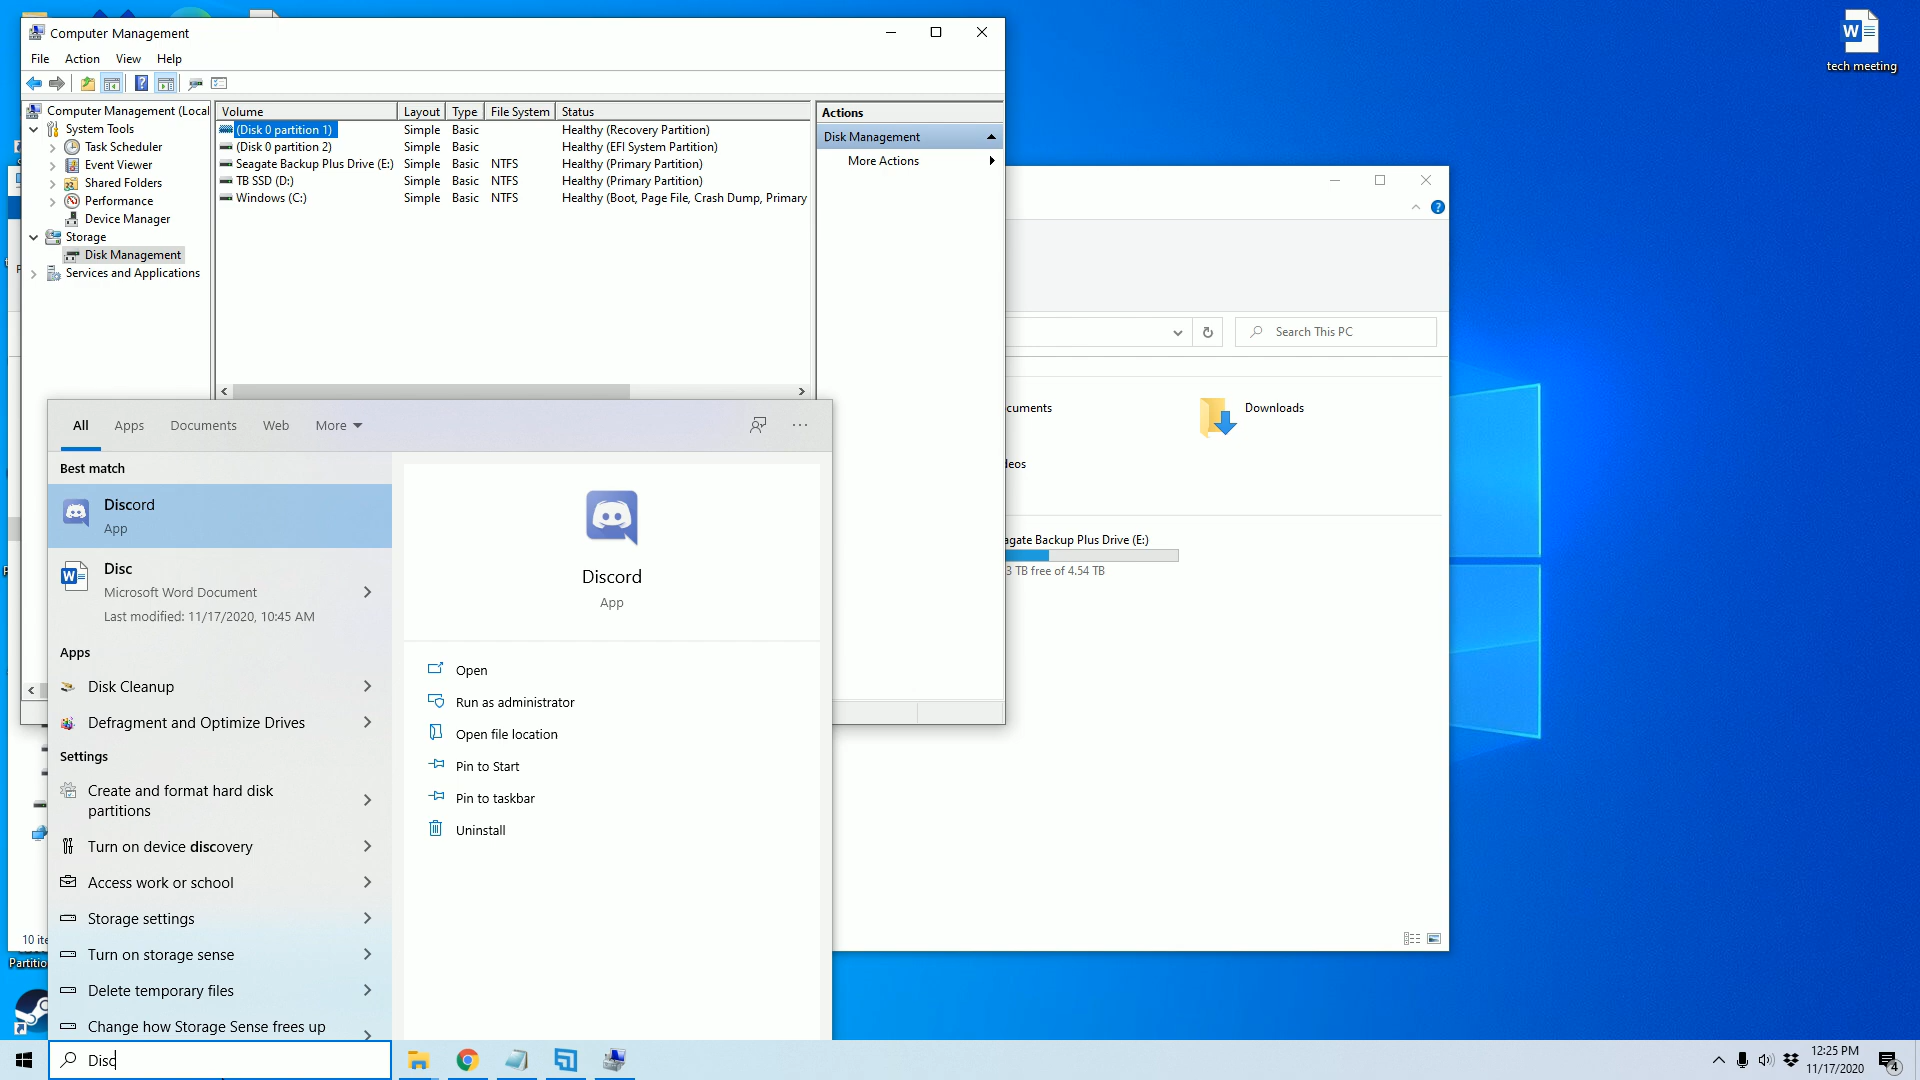 tech meeting
Computer Management
File Action View Help
Computer Management (Local
System Tools
Task Scheduler
Event Viewer
Shared Folders
Performance
Device Manager
Storage
Disk Management
Services and Applications
Volume Layout Type File System Status
(Disk 0 partition 1) Simple Basic Healthy (Recovery Partition)
(Disk 0 partition 2) Simple Basic Healthy (EFI System Partition)
Seagate Backup Plus Drive (E:) Simple Basic NTFS Healthy (Primary Partition)
TB SSD (D:) Simple Basic NTFS Healthy (Primary Partition)
Windows (C:) Simple Basic NTFS Healthy (Boot, Page File, Crash Dump, Primary
Actions
Disk Management
More Actions
Search This PC
cuments
Downloads
leos
agate Backup Plus Drive (E:)
3 TB free of 4.54 TB
All Apps Documents Web More
Best match
Discord
App
Disc
Microsoft Word Document
Last modified: 11/17/2020, 10:45 AM
Apps
Disk Cleanup
Defragment and Optimize Drives
Settings
Create and format hard disk
partitions
Turn on device discovery
Access work or school
Storage settings
Turn on storage sense
Delete temporary files
Change how Storage Sense frees up
Discord
App
Open
Run as administrator
Open file location
Pin to Start
Pin to taskbar
Uninstall
10 ite
Partitio
Disc
12:25 PM
11/17/2020
4